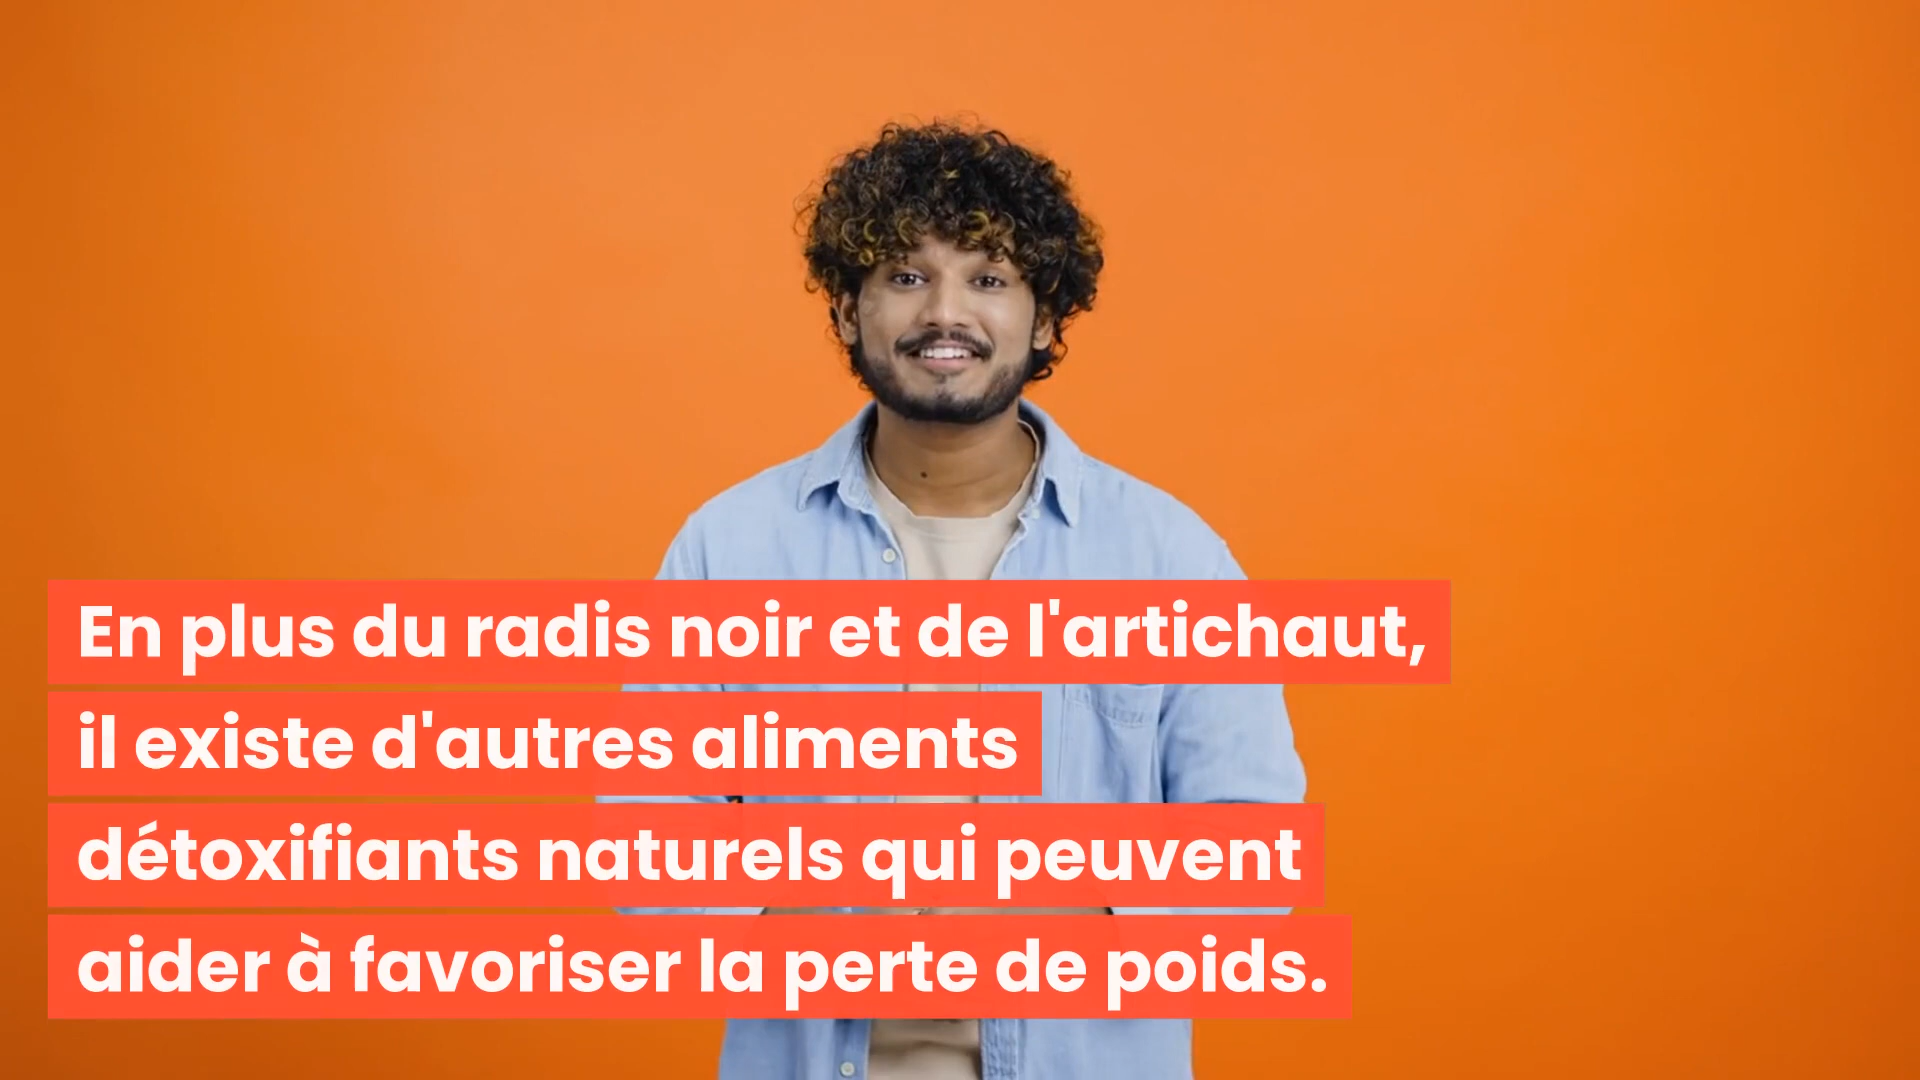 En plus du radis noir et de l'artichaut,
il existe d'autres aliments
détoxifiants naturels qui peuvent
aider à favoriser la perte de poids.